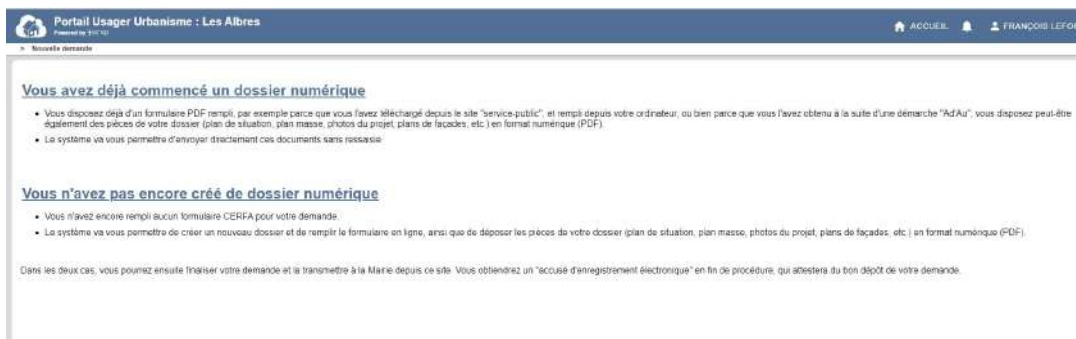 Portail Usager Urbanisme : Les Albres
Powered by
ACCUEIL
FRANÇOIS LEFO
> Nouvelle demande
Vous avez déjà commencé un dossier numérique
• Vous disposez déjà d'un formulaire PDF rempli, par exemple parce que vous l'avez téléchargé depuis le site "service-public", et rempli depuis votre ordinateur, ou bien parce que vous l'avez obtenu à la suite d'une démarche "Ad'Au", vous disposez peut-être
également des pièces de votre dossier (plan de situation, plan masse, photos du projet, plans de façades, etc.) en format numérique (PDF).
• Le système va vous permettre d'envoyer directement ces documents sans ressaisie
Vous n'avez pas encore créé de dossier numérique
• Vous n'avez encore rempli aucun formulaire CERFA pour votre demande.
• Le système va vous permettre de créer un nouveau dossier et de remplir le formulaire en ligne, ainsi que de déposer les pièces de votre dossier (plan de situation, plan masse, photos du projet, plans de façades, etc.) en format numérique (PDF).
Dans les deux cas, vous pourrez ensuite finaliser votre demande et la transmettre à la Mairie depuis ce site. Vous obtiendrez un "accusé d'enregistrement électronique" en fin de procédure, qui attestera du bon dépôt de votre demande.